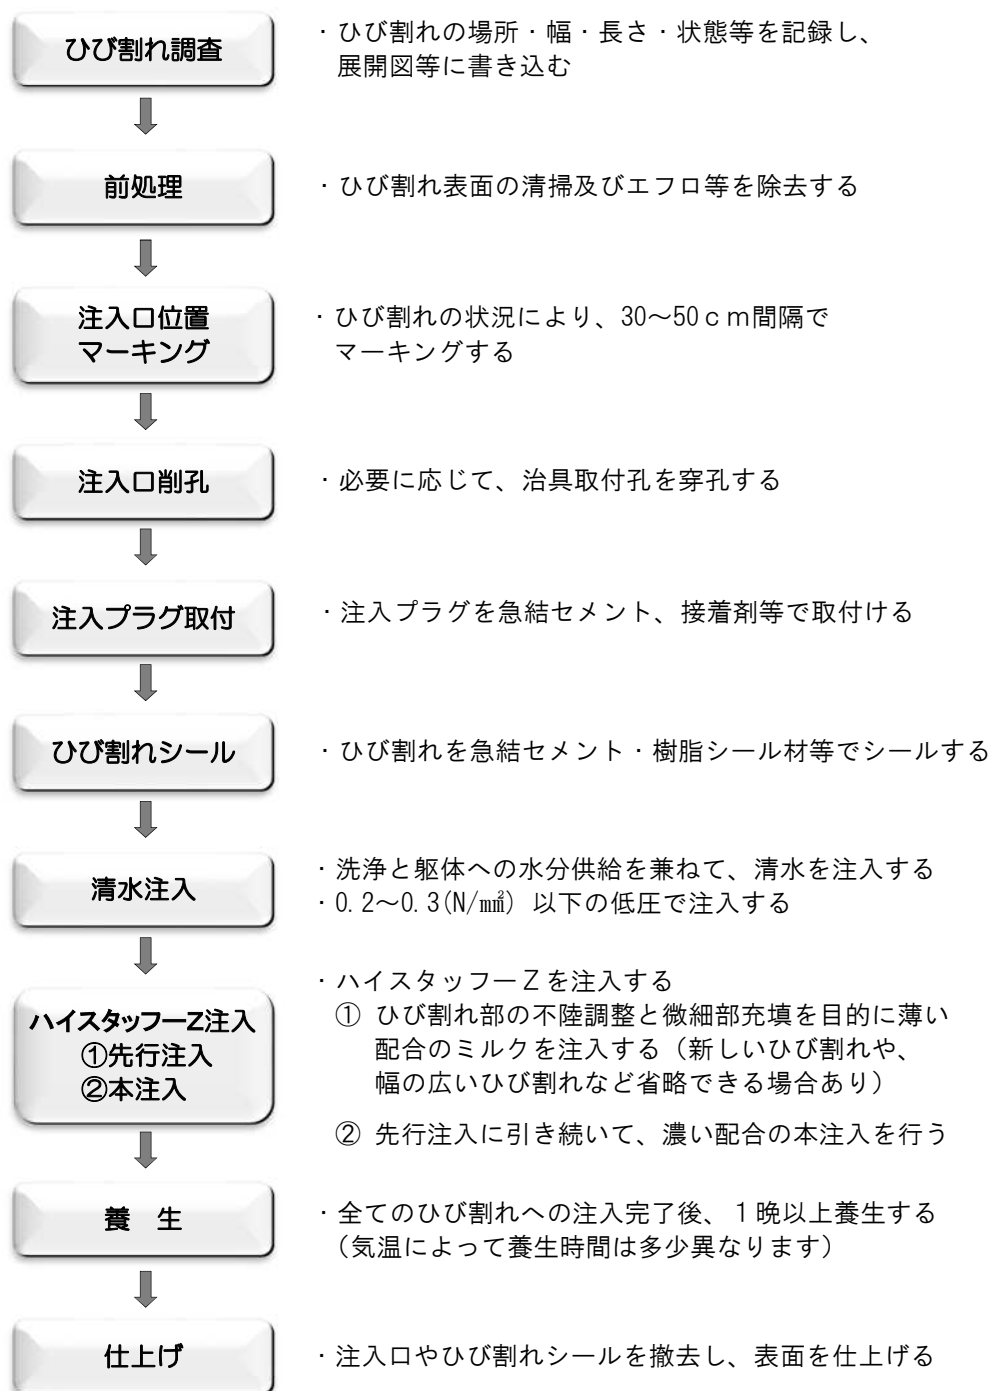 ひび割れ調査
・ひび割れの場所・幅・長さ・状態等を記録し、
展開図等に書き込む
前処理
・ひび割れ表面の清掃及びエフロ等を除去する
注入口位置
マーキング
・ひび割れの状況により、30～50ｃｍ間隔で
マーキングする
注入口削孔
・必要に応じて、治具取付孔を穿孔する
注入プラグ取付
・注入プラグを急結セメント、接着剤等で取付ける
ひび割れシール
・ひび割れを急結セメント・樹脂シール材等でシールする
清水注入
・洗浄と躯体への水分供給を兼ねて、清水を注入する
・0.2～0.3(N/㎟) 以下の低圧で注入する
ハイスタッフーZ注入
①先行注入
②本注入
・ハイスタッフーＺを注入する
① ひび割れ部の不陸調整と微細部充填を目的に薄い
配合のミルクを注入する（新しいひび割れや、
幅の広いひび割れなど省略できる場合あり）
② 先行注入に引き続いて、濃い配合の本注入を行う
養　生
・全てのひび割れへの注入完了後、１晩以上養生する
（気温によって養生時間は多少異なります）
仕上げ
・注入口やひび割れシールを撤去し、表面を仕上げる